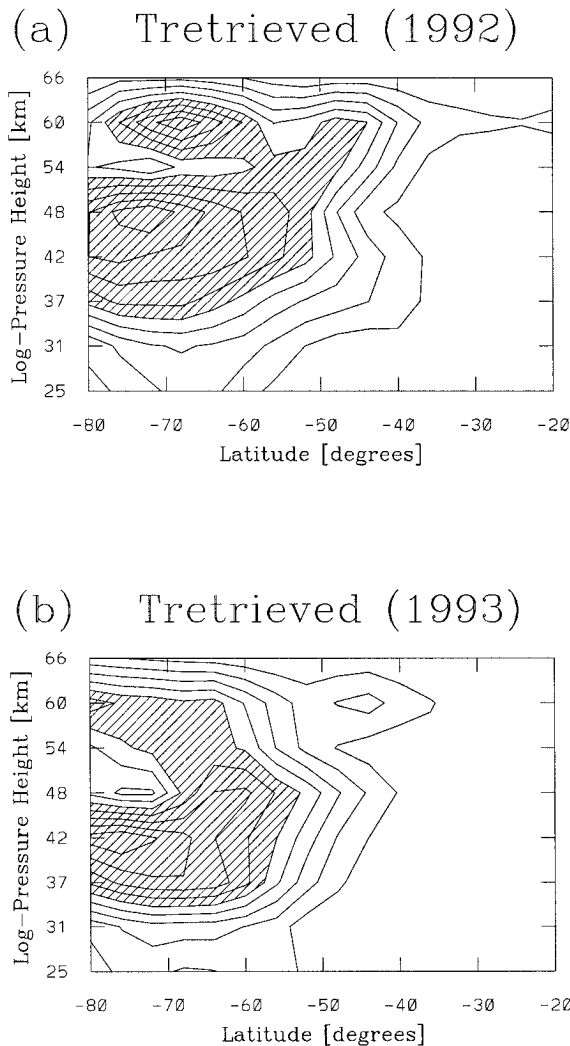 (a) Tretrieved (1992)
Log-Pressure Height [km]
66
60
54
48
42
37
31
25
-80 -70 -60 -50 -40 -30 -20
Latitude [degrees]
(b) Tretrieved (1993)
Log-Pressure Height [km]
66
60
54
48
42
37
31
25
-80 -70 -60 -50 -40 -30 -20
Latitude [degrees]